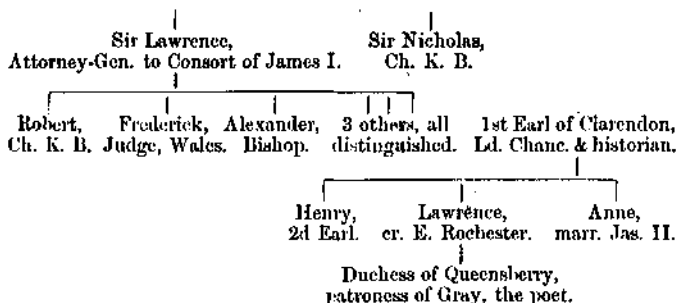 Sir Lawrence, Sir Nicholas,
Attorney-Gen. to Consort of James I. Ch. K. B.
Robert, Frederick, Alexander, 3 others, all 1st Earl of Clarendon,
Ch. K. B. Judge, Wales. Bishop. distinguished. Ld. Chanc. & historian.
Henry, Lawrence, Anne,
2d Earl. cr. E. Rochester. marr. Jas. II.
Duchess of Queensberry,
patroness of Gray, the poet.